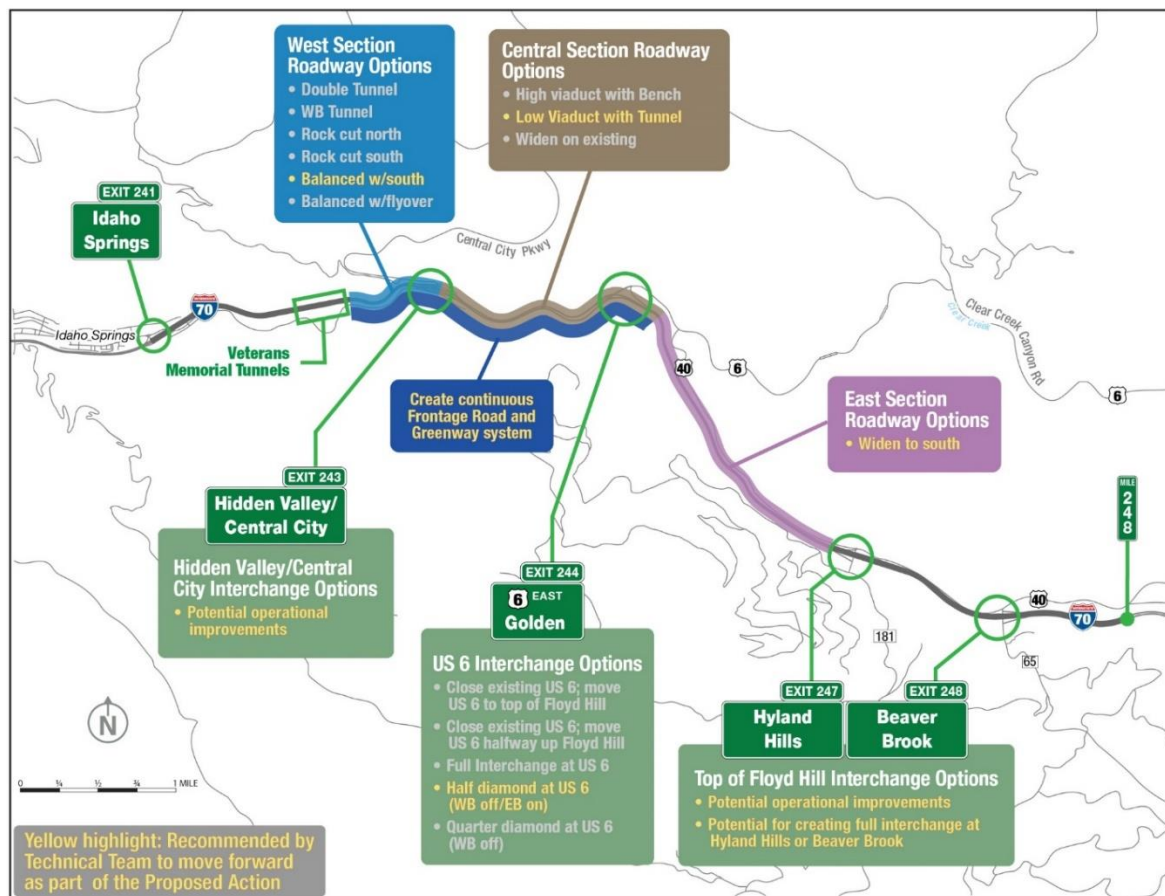 West Section
Roadway Options
• Double Tunnel
• WB Tunnel
• Rock cut north
• Rock cut south
• Balanced w/south
• Balanced w/flyover
Central Section Roadway
Options
• High viaduct with Bench
• Low Viaduct with Tunnel
• Widen on existing
EXIT 241
Idaho
Springs
Central City Pkwy
70
Idaho Springs
Veterans
Memorial Tunnels
Clear Creek Canyon Rd
Clear Creek
40
6
6
Create continuous
Frontage Road and
Greenway system
East Section
Roadway Options
• Widen to south
EXIT 243
Hidden Valley/
Central City
Hidden Valley/Central
City Interchange Options
• Potential operational
improvements
MILE
2
4
8
EXIT 244
6 EAST
Golden
US 6 Interchange Options
• Close existing US 6; move
US 6 to top of Floyd Hill
• Close existing US 6; move
US 6 halfway up Floyd Hill
• Full Interchange at US 6
• Half diamond at US 6
(WB off/EB on)
• Quarter diamond at US 6
(WB off)
40
70
181
65
EXIT 247
Hyland
Hills
EXIT 248
Beaver
Brook
Top of Floyd Hill Interchange Options
• Potential operational improvements
• Potential for creating full interchange at
Hyland Hills or Beaver Brook
N
0 ¼ ½ ¾ 1 MILE
Yellow highlight: Recommended by
Technical Team to move forward
as part of the Proposed Action